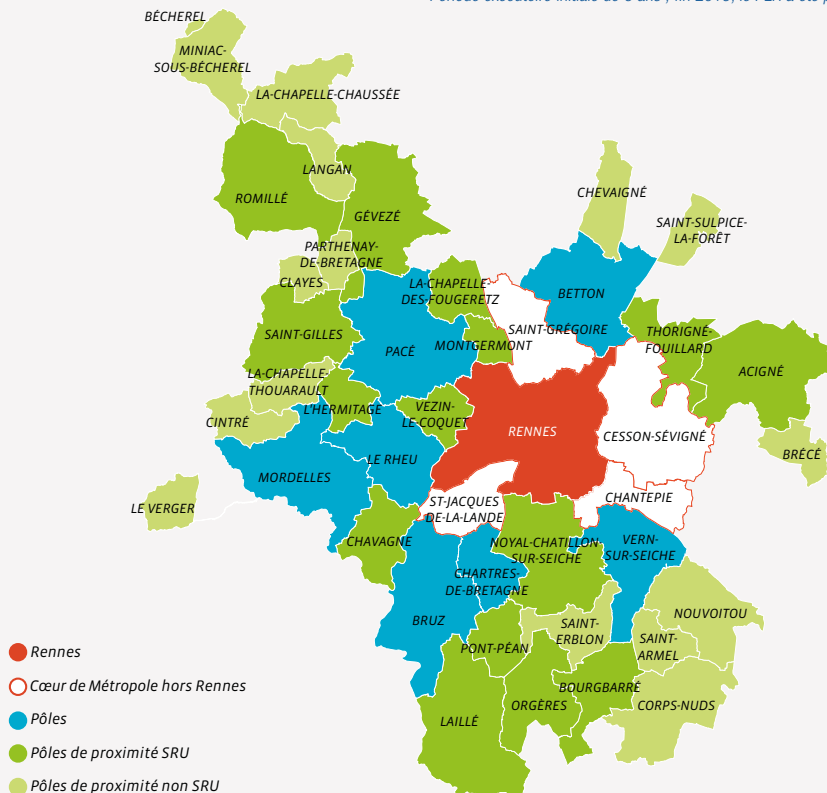 BÉCHEREL
MINIAC-
SOUS-BÉCHEREL
LA-CHAPELLE-CHAUSSÉE
LANGAN
ROMILLÉ
GÉVEZÉ
CHEVAIGNÉ
SAINT-SULPICE-
LA-FORÊT
PARTHENAY-
DE-BRETAGNE
CLAYES
LA-CHAPELLE-
DES-FOUGERETZ
BETTON
SAINT-GILLES
PACÉ
MONTGERMONT
SAINT-GRÉGOIRE
THORIGNÉ-
FOUILLARD
ACIGNÉ
LA-CHAPELLE-
THOUARAULT
L'HERMITAGE
VEZIN-
LE-COQUET
CINTRÉ
RENNES
CESSON-SÉVIGNÉ
BRÉCÉ
LE RHEU
MORDELLES
LE VERGER
ST-JACQUES
DE-LA-LANDE
CHANTEPIE
CHAVAGNE
NOYAL-CHATILLON-
SUR-SEICHE
VERN-
SUR-SEICHE
CHARTRES-
DE-BRETAGNE
BRUZ
NOUVOITOU
SAINT-
ERBLON
SAINT-
ARMEL
PONT-PÉAN
BOURGBARRÉ
ORGÈRES
CORPS-NUDS
LAILLÉ
Rennes
Cœur de Métropole hors Rennes
Pôles
Pôles de proximité SRU
Pôles de proximité non SRU